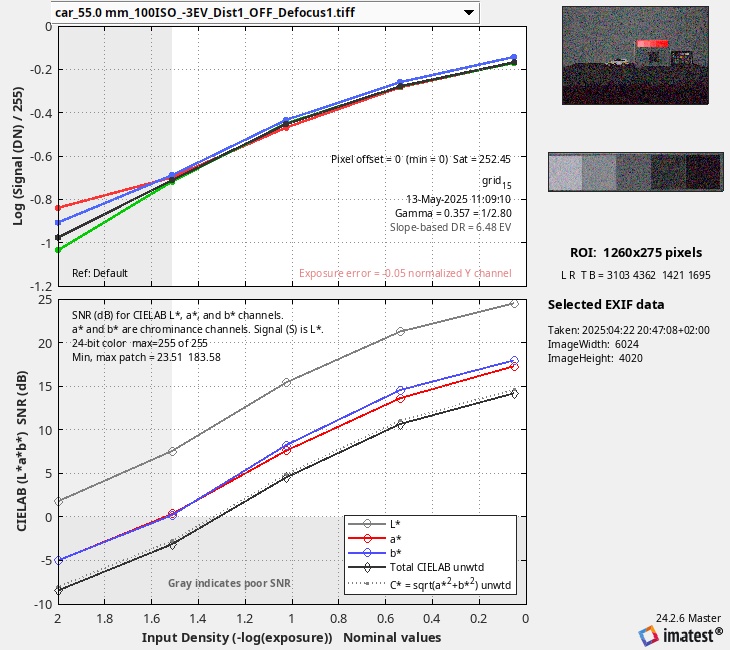 car_55.0 mm_100ISO_-3EV_Dist1_OFF_Defocus1.tiff
0
-0.2
-0.4
-0.6
-0.8
-1
-1.2
Log (Signal (DN) / 255)
Pixel offset = 0 (min = 0) Sat = 252.45
grid15
13-May-2025 11:09:10
Gamma = 0.357 = 1/2.80
Slope-based DR = 6.48 EV
Ref: Default
Exposure error = -0.05 normalized Y channel
25
20
15
10
5
0
-5
-10
CIELAB (L*a*b*) SNR (dB)
SNR (dB) for CIELAB L*, a*, and b* channels.
a* and b* are chrominance channels. Signal (S) is L*.
24-bit color max=255 of 255
Min, max patch = 23.51 183.58
Gray indicates poor SNR
L*
a*
b*
Total CIELAB unwtd
C* = sqrt(a*2+b*2) unwtd
2 1.8 1.6 1.4 1.2 1 0.8 0.6 0.4 0.2 0
Input Density (-log(exposure)) Nominal values
ROI: 1260x275 pixels
L R T B = 3103 4362 1421 1695
Selected EXIF data
Taken: 2025:04:22 20:47:08+02:00
ImageWidth: 6024
ImageHeight: 4020
24.2.6 Master
imatest®